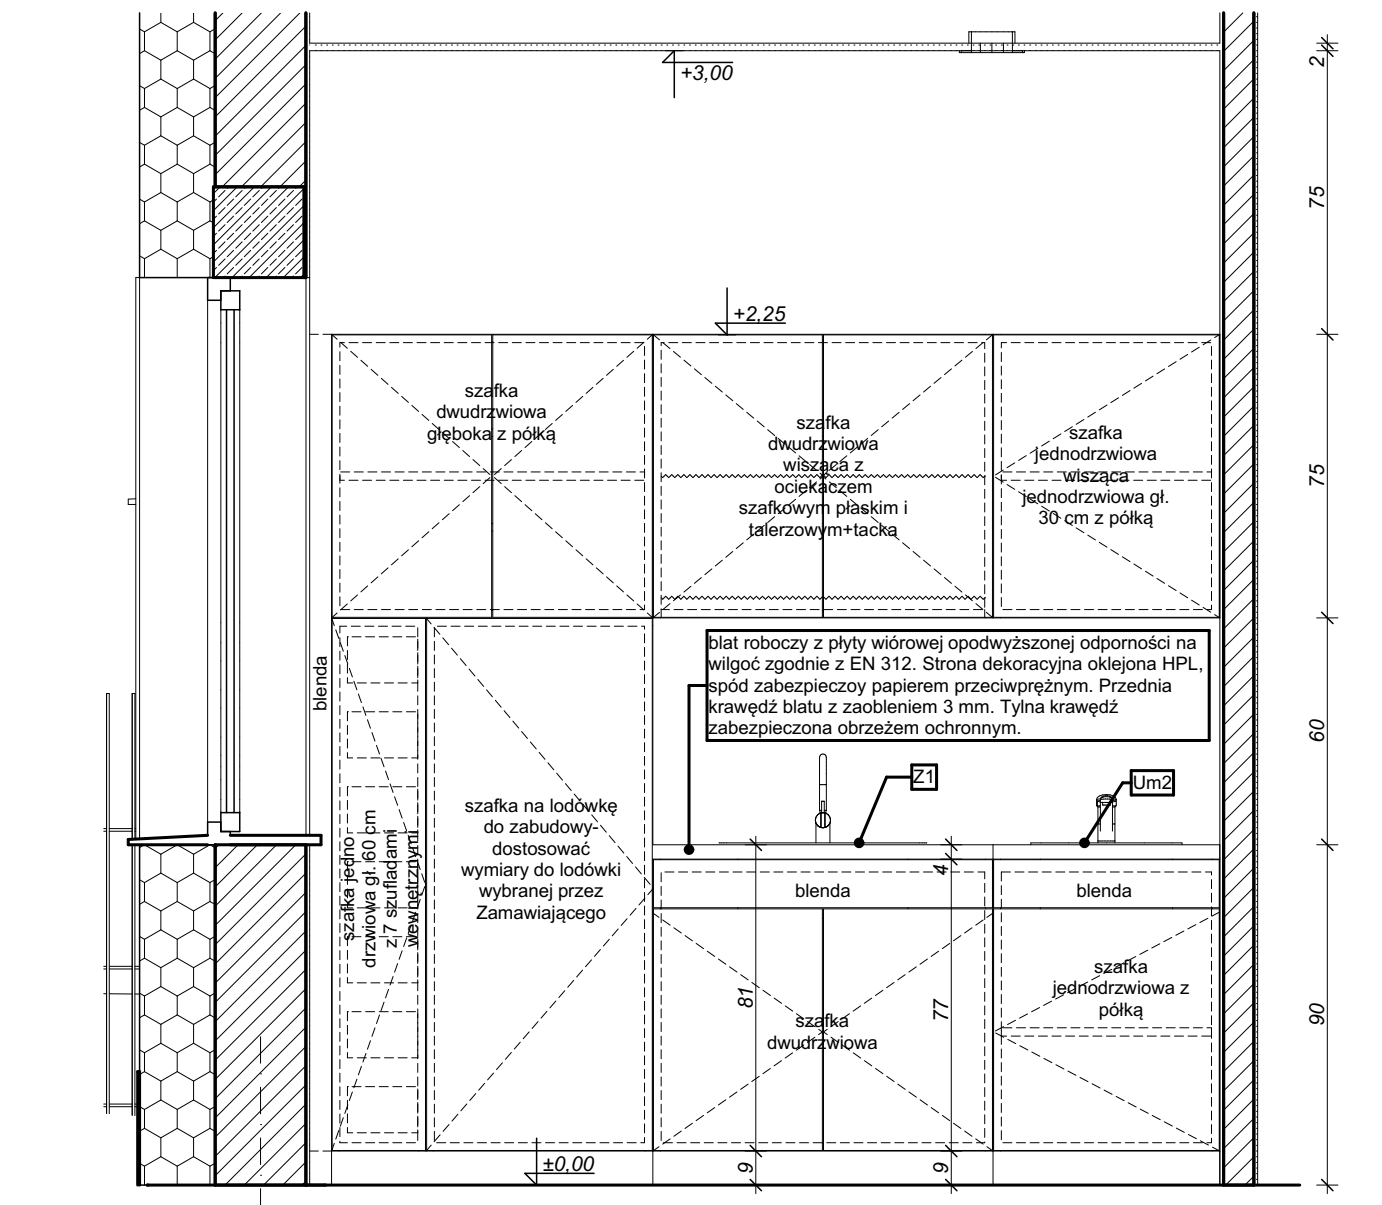 2
+3,00
75
+2,25
szafka
dwudrzwiowa
głęboka z półką
szafka
dwudrzwiowa
wisząca z
ociekaczem
szafkowym płaskim i
talerzowym+tacka
szafka
jednodrzwiowa
wisząca
jednodrzwiowa gł.
30 cm z półką
75
blenda
blat roboczy z płyty wiórowej opodwyższonej odporności na
wilgoć zgodnie z EN 312. Strona dekoracyjna oklejona HPL,
spód zabezpieczoy papierem przeciwprężnym. Przednia
krawędź blatu z zaobleniem 3 mm. Tylna krawędź
zabezpieczona obrzeżem ochronnym.
60
Z1
Um2
szafka jedno
drzwiowa gł. 60 cm
z 7 szufladami
wewnętrznymi
szafka na lodówkę
do zabudowy-
dostosować
wymiary do lodówki
wybranej przez
Zamawiającego
4
blenda
blenda
81
77
szafka
dwudrzwiowa
szafka
jednodrzwiowa z
półką
90
±0,00
9
9